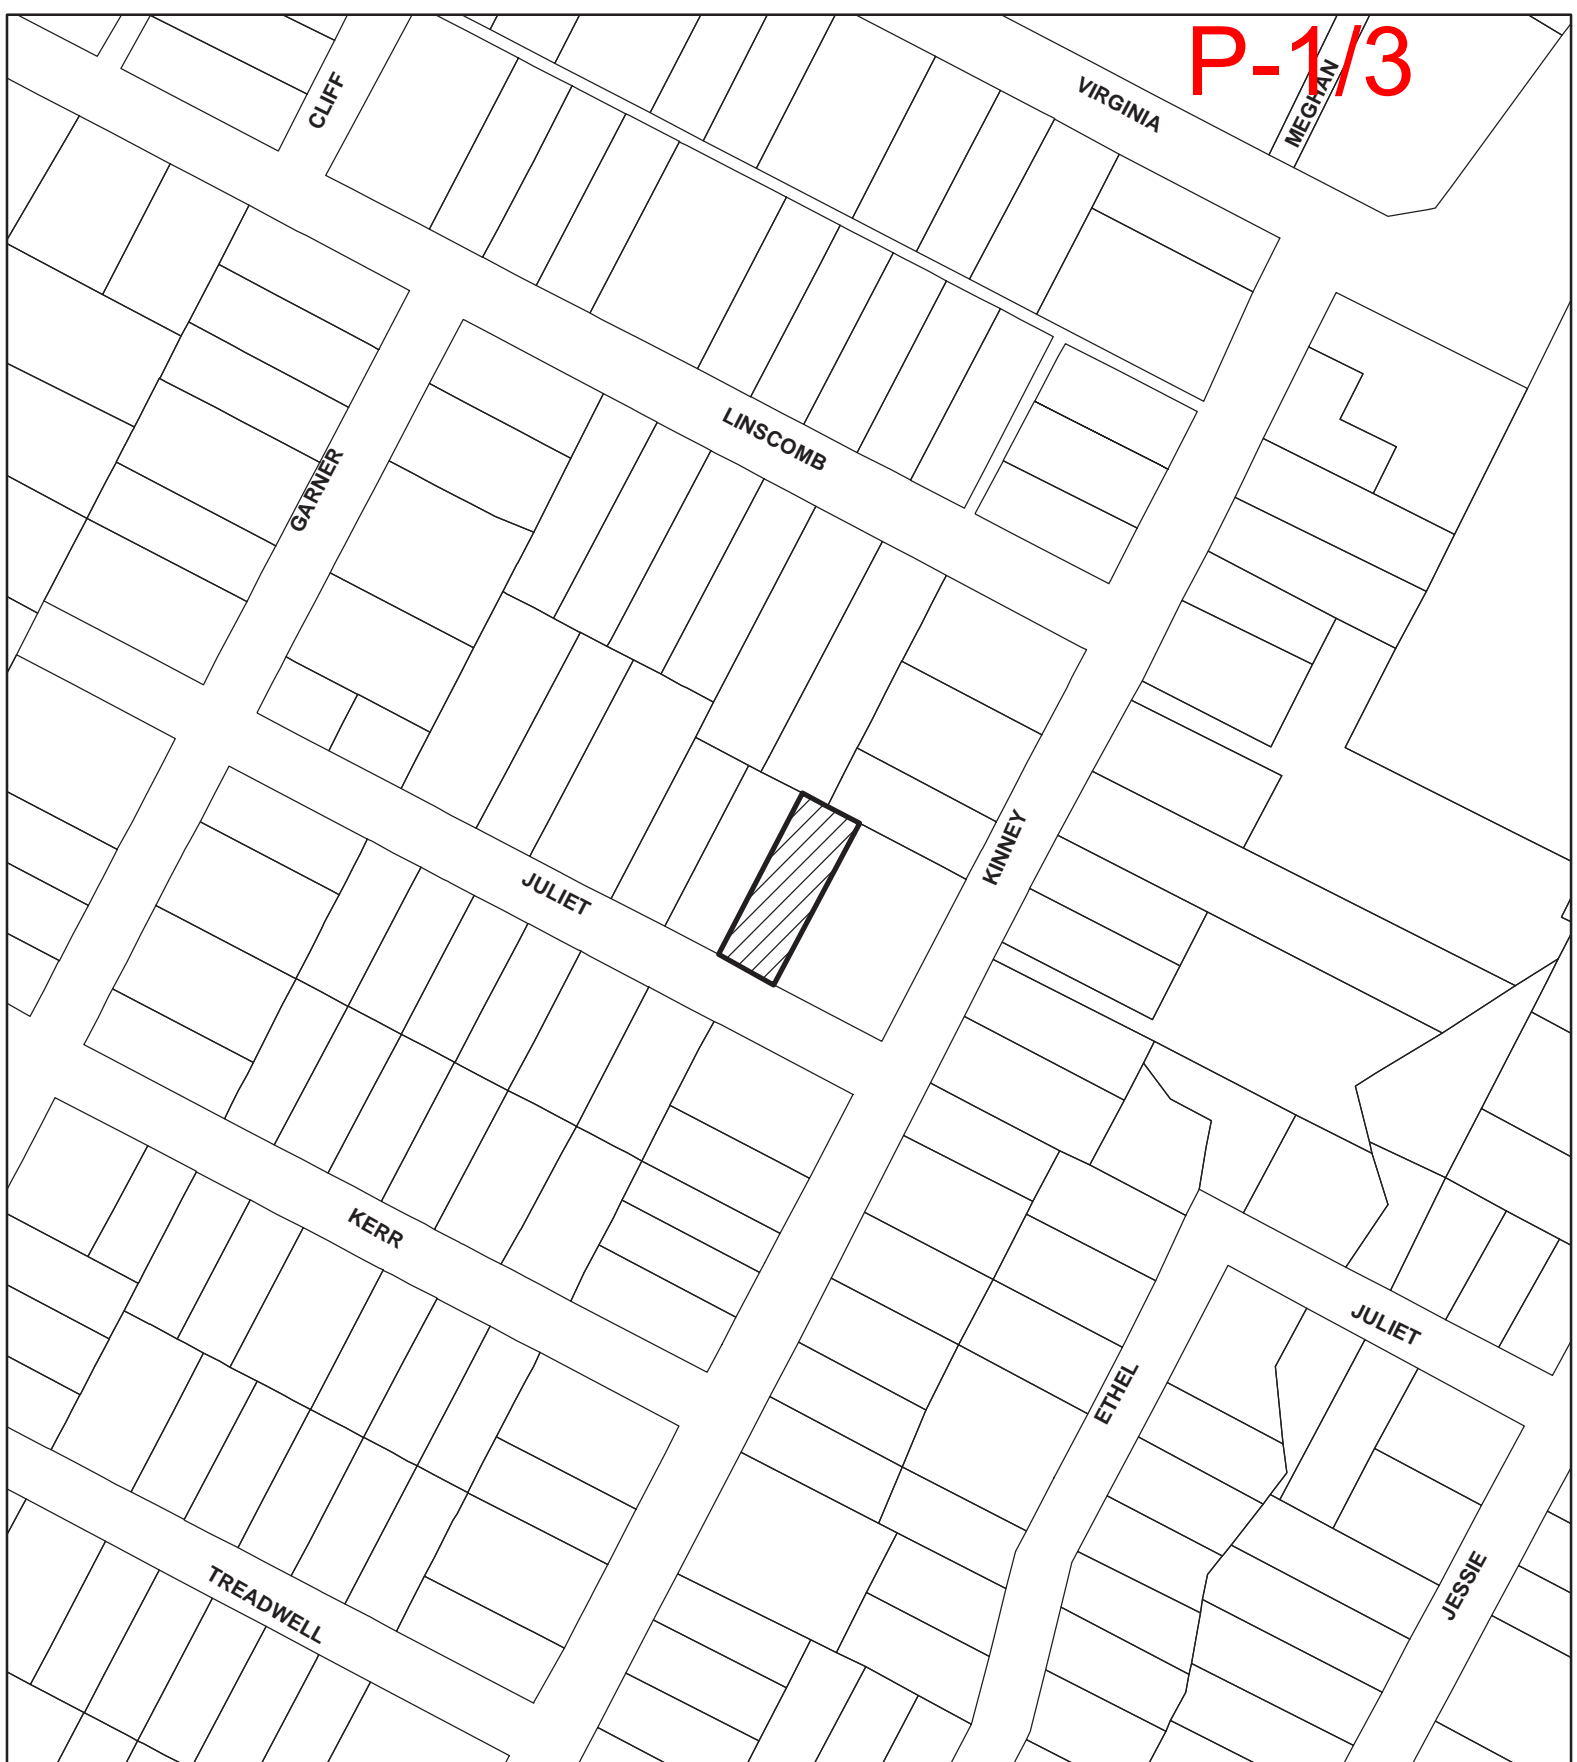 P-1/3
CLIFF
VIRGINIA
MEGHAN
LINSCOMB
GARNER
KINNEY
JULIET
KERR
JULIET
ETHEL
JESSIE
TREADWELL